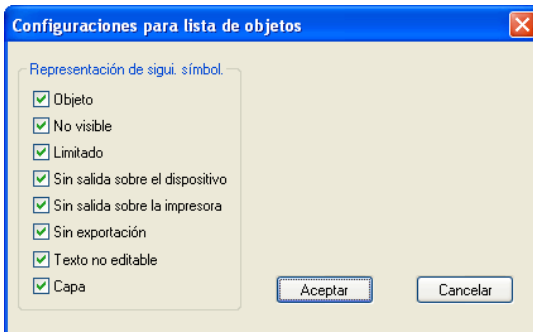 Configuraciones para lista de objetos
Representación de sigui. símbol.
Objeto
No visible
Limitado
Sin salida sobre el dispositivo
Sin salida sobre la impresora
Sin exportación
Texto no editable
Capa
Aceptar
Cancelar